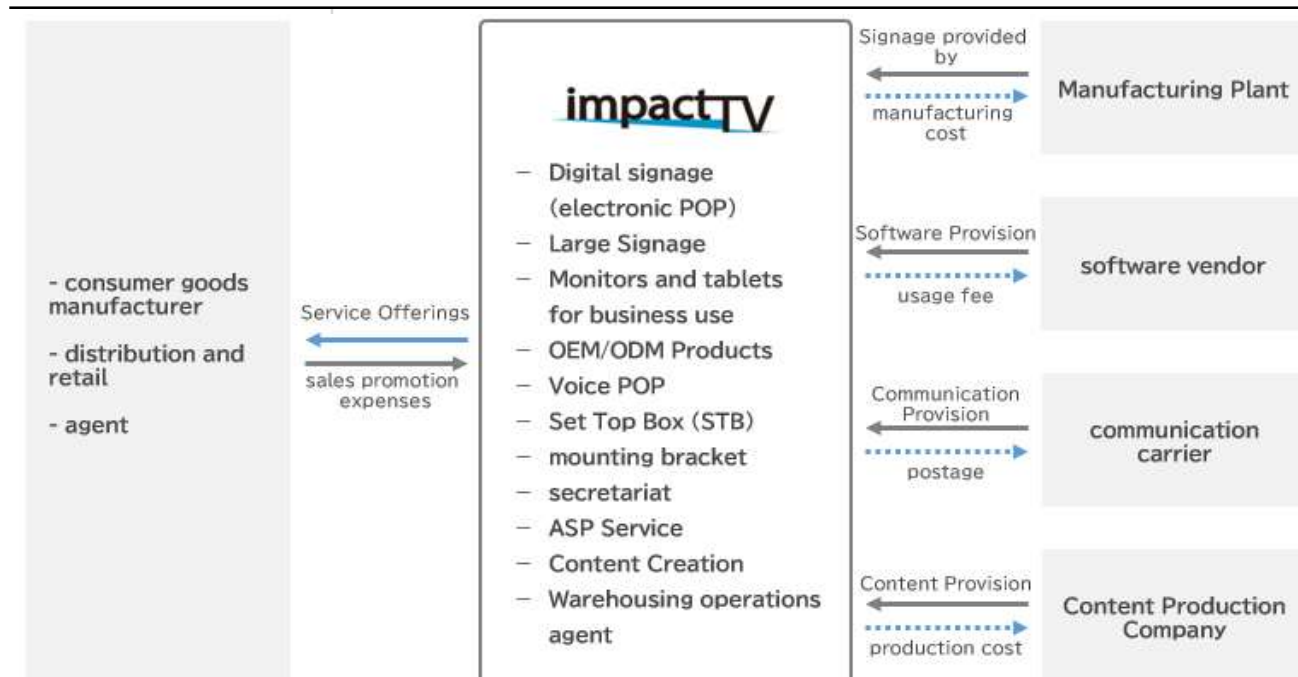 - consumer goods
manufacturer
- distribution and
retail
- agent
Service Offerings
sales promotion
expenses
impactTV
– Digital signage
(electronic POP)
– Large Signage
– Monitors and tablets
for business use
– OEM/ODM Products
– Voice POP
– Set Top Box (STB)
– mounting bracket
– secretariat
– ASP Service
– Content Creation
– Warehousing operations
agent
Signage provided
by
manufacturing
cost
Manufacturing Plant
Software Provision
usage fee
software vendor
Communication
Provision
postage
communication
carrier
Content Provision
production cost
Content Production
Company